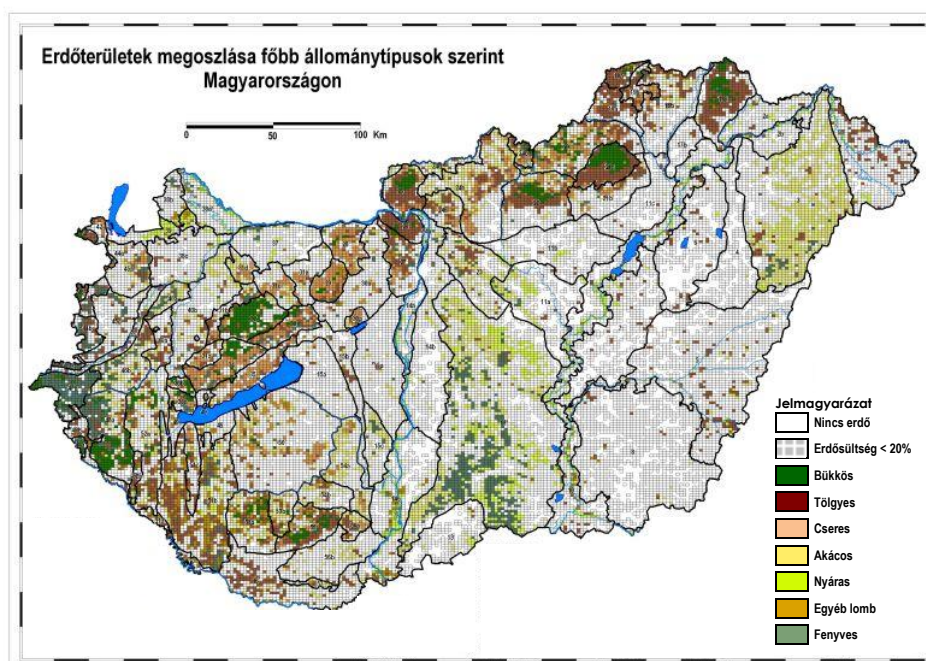 Erdőterületek megoszlása főbb állománytípusok szerint
Magyarországon
0 50 100 Km
Jelmagyarázat
Nincs erdő
Erdősültség < 20%
Bükkös
Tölgyes
Cseres
Akácos
Nyáras
Egyéb lomb
Fenyves